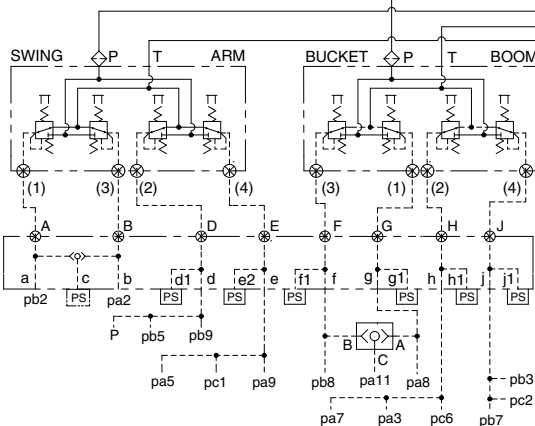 SWING P T ARM BUCKET P T BOOM
(1) (3) (2) (4) (3) (1) (2) (4)
A B D E F G H J
a c b d1 d e2 e f1 f g g1 h h1 j j1
pb2 PS pa2 PS PS PS PS PS PS
P pb5 pb9 B A
C
pa5 pc1 pa9 pb8 pa11 pa8 pb3
pc2
pa7 pa3 pc6 pb7